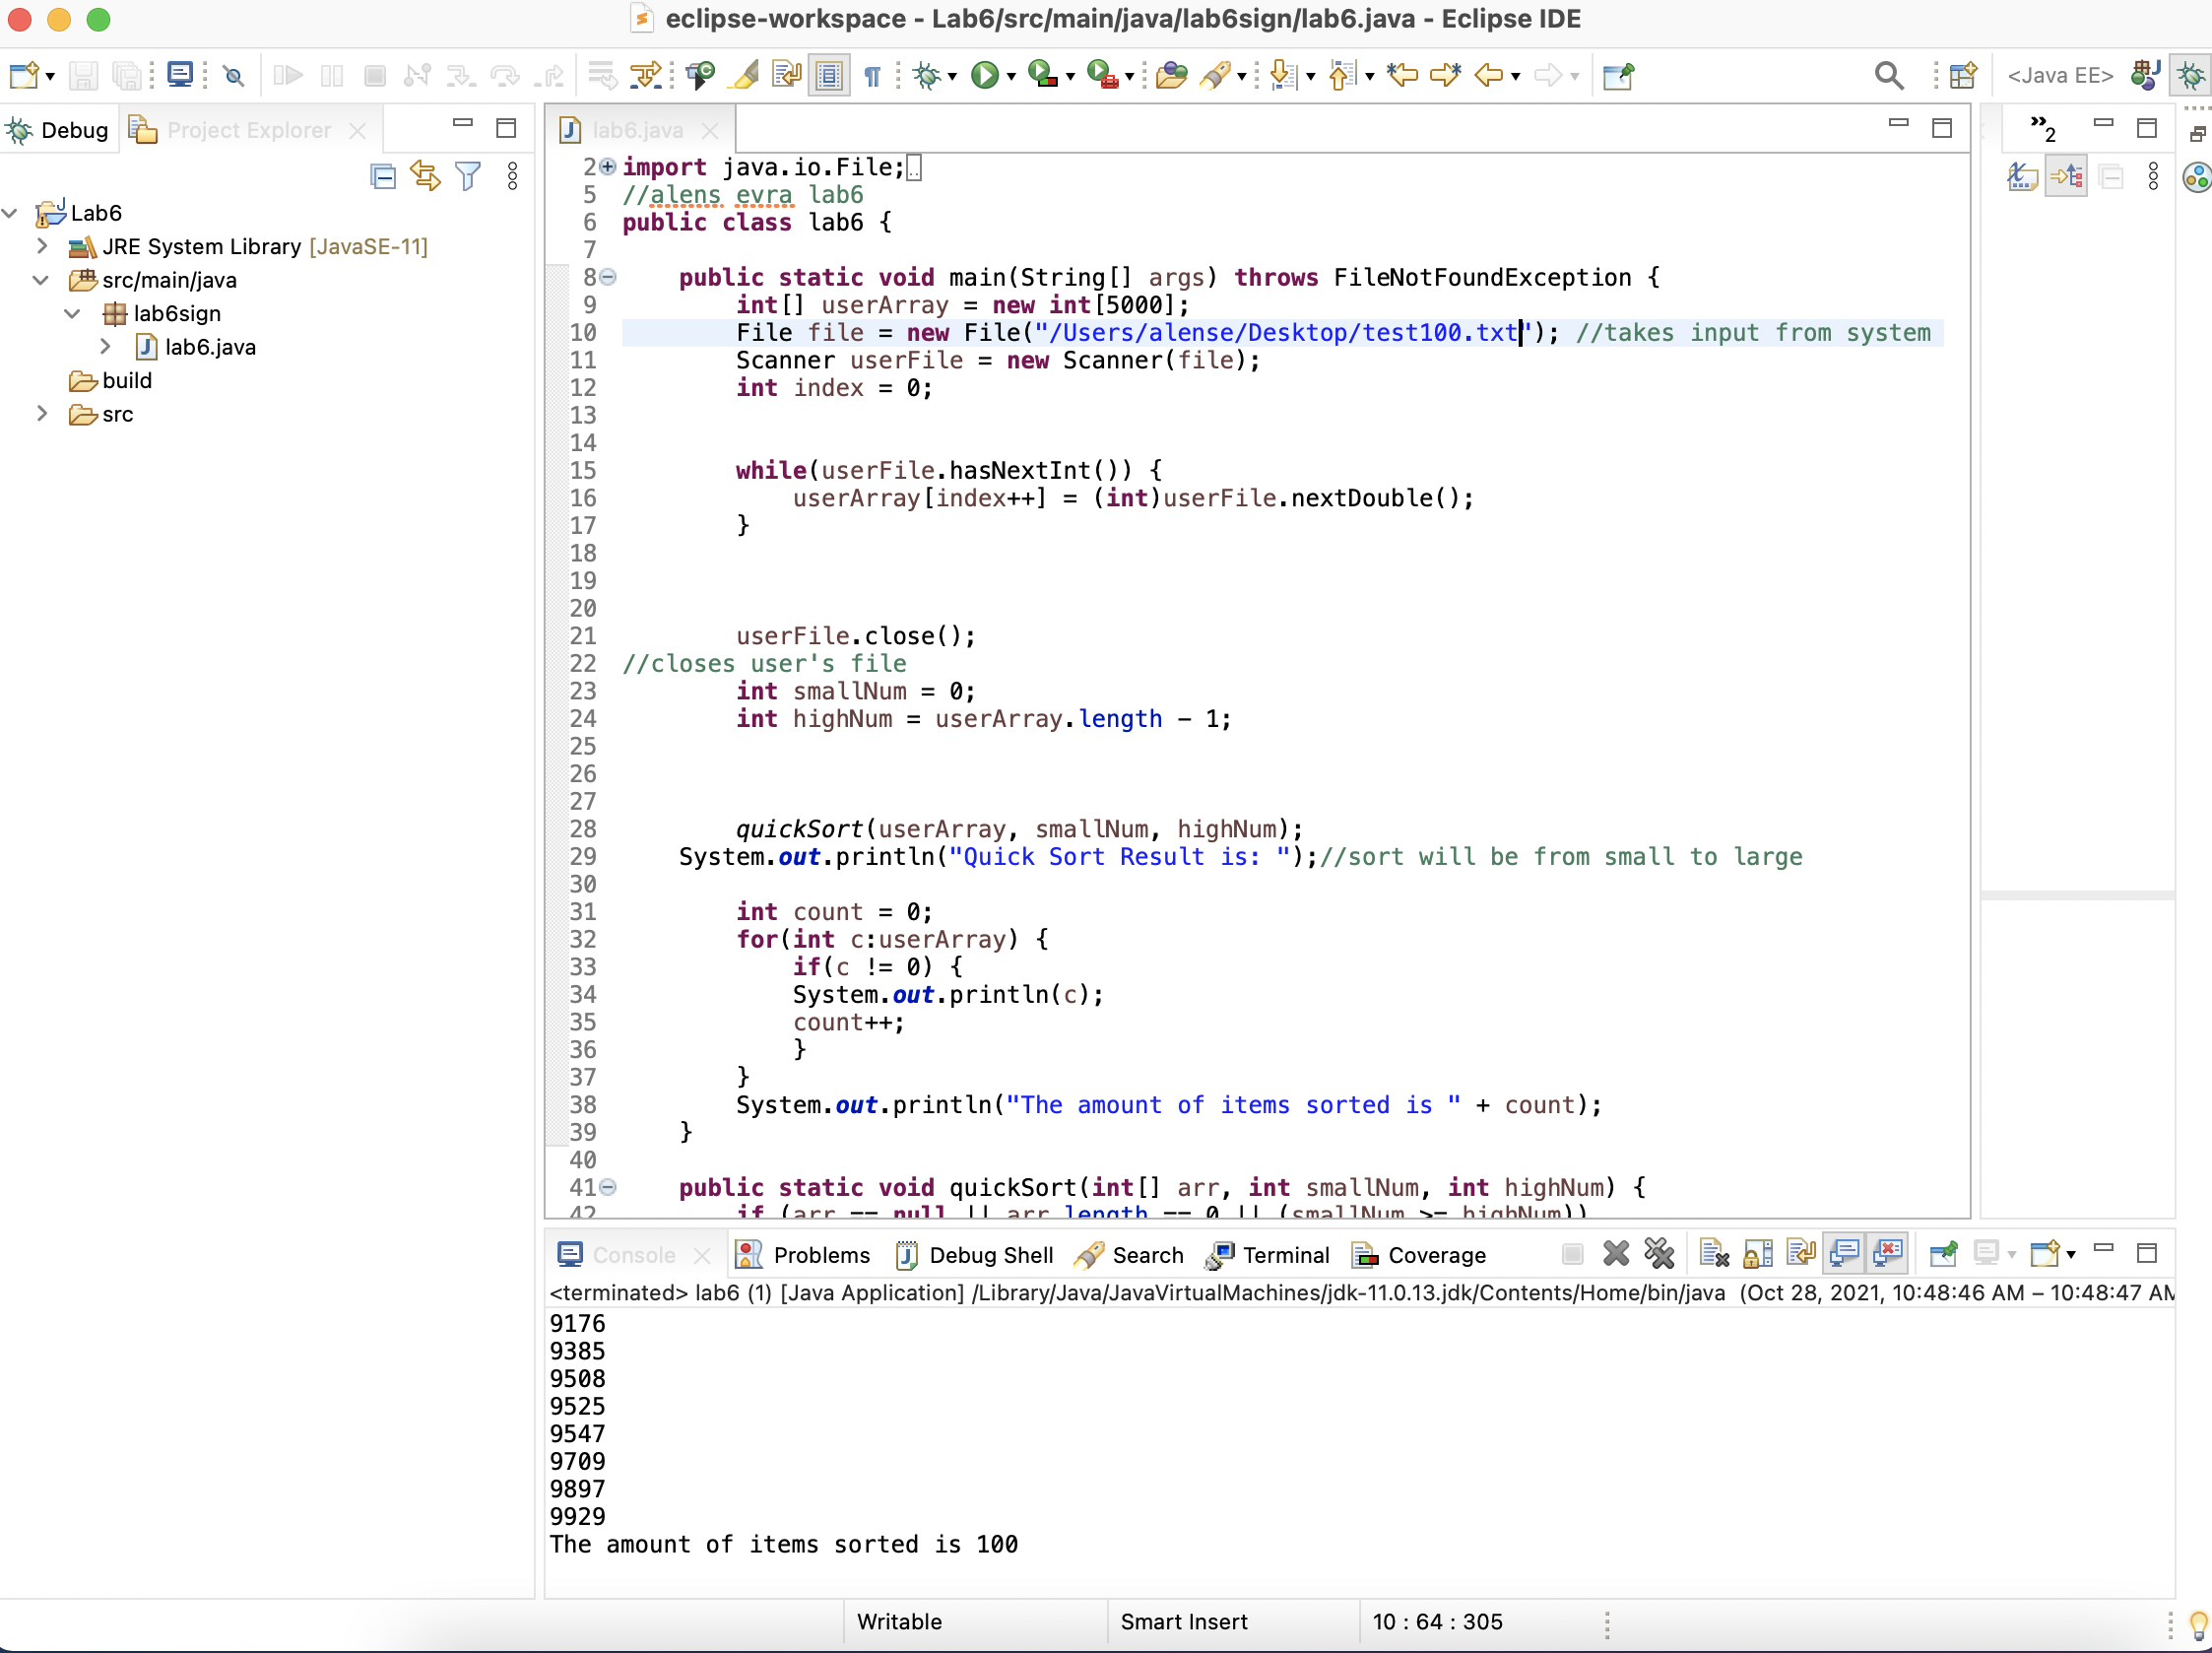 eclipse-workspace - Lab6/src/main/java/lab6sign/lab6.java - Eclipse IDE
<Java EE>
Debug
Project Explorer
lab6.java
2
Lab6
JRE System Library [JavaSE-11]
src/main/java
lab6sign
lab6.java
build
src
2 import java.io.File;..
5 //alens evra lab6
6 public class lab6 {
7
8     public static void main(String[] args) throws FileNotFoundException {
9         int[] userArray = new int[5000];
10         File file = new File("/Users/alense/Desktop/test100.txt"); //takes input from system
11         Scanner userFile = new Scanner(file);
12         int index = 0;
13
14
15         while(userFile.hasNextInt()) {
16             userArray[index++] = (int)userFile.nextDouble();
17         }
18
19
20
21         userFile.close();
22 //closes user's file
23         int smallNum = 0;
24         int highNum = userArray.length - 1;
25
26
27
28         quickSort(userArray, smallNum, highNum);
29     System.out.println("Quick Sort Result is: ");//sort will be from small to large
30
31         int count = 0;
32         for(int c:userArray) {
33             if(c != 0) {
34             System.out.println(c);
35             count++;
36             }
37         }
38         System.out.println("The amount of items sorted is " + count);
39     }
40
41     public static void quickSort(int[] arr, int smallNum, int highNum) {
42         if (arr == null || arr.length == 0 || (smallNum >= highNum))
Console
Problems
Debug Shell
Search
Terminal
Coverage
<terminated> lab6 (1) [Java Application] /Library/Java/JavaVirtualMachines/jdk-11.0.13.jdk/Contents/Home/bin/java (Oct 28, 2021, 10:48:46 AM – 10:48:47 AM
9176
9385
9508
9525
9547
9709
9897
9929
The amount of items sorted is 100
Writable
Smart Insert
10 : 64 : 305